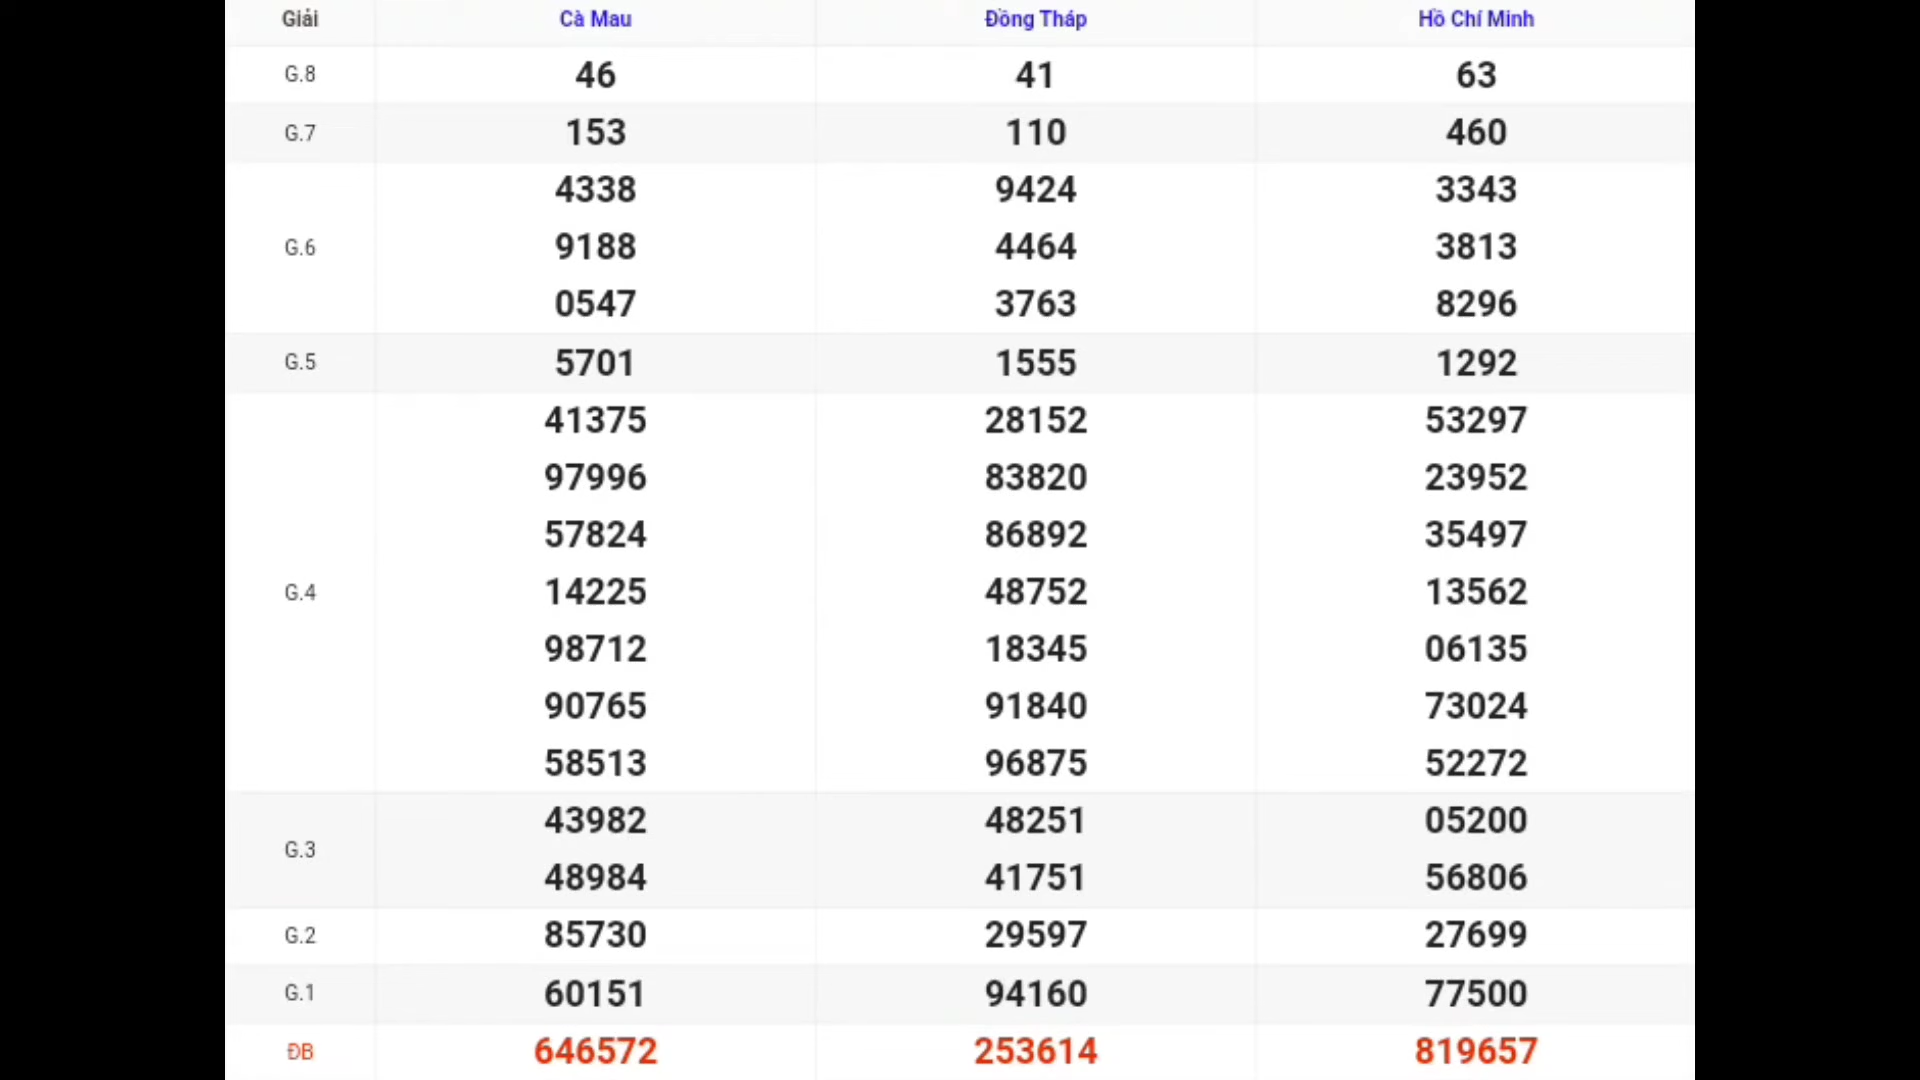 Giải Cà Mau Đồng Tháp Hồ Chí Minh
G.8 46 41 63
G.7 153 110 460
4338 9424 3343
G.6 9188 4464 3813
0547 3763 8296
G.5 5701 1555 1292
41375 28152 53297
97996 83820 23952
57824 86892 35497
G.4 14225 48752 13562
98712 18345 06135
90765 91840 73024
58513 96875 52272
43982 48251 05200
G.3
48984 41751 56806
G.2 85730 29597 27699
G.1 60151 94160 77500
ĐB 646572 253614 819657